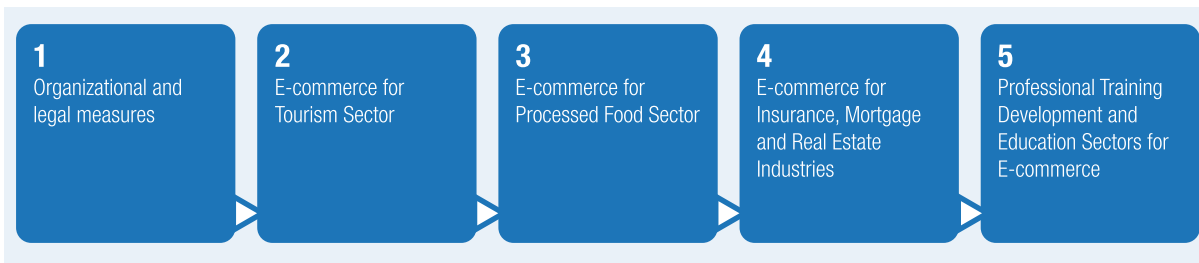 1
Organizational and
legal measures
2
E-commerce for
Tourism Sector
3
E-commerce for
Processed Food Sector
4
E-commerce for
Insurance, Mortgage
and Real Estate
Industries
5
Professional Training
Development and
Education Sectors for
E-commerce